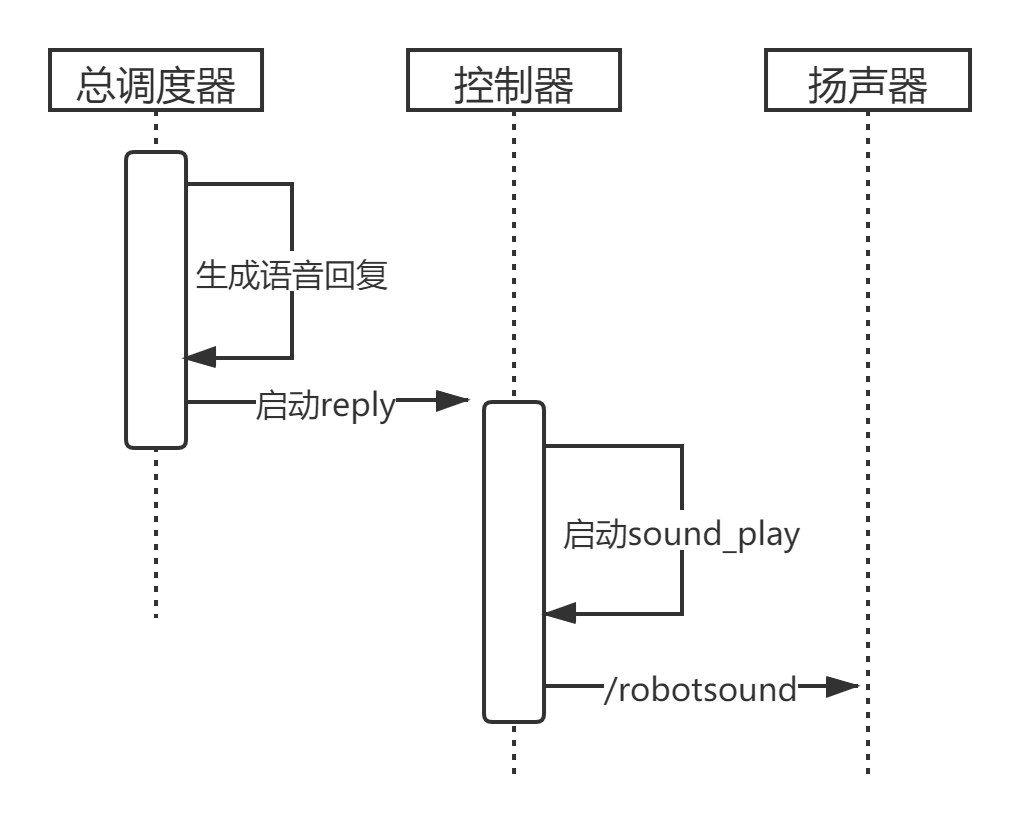 总调度器
控制器
扬声器
生成语音回复
启动reply
启动sound_play
/robotsound